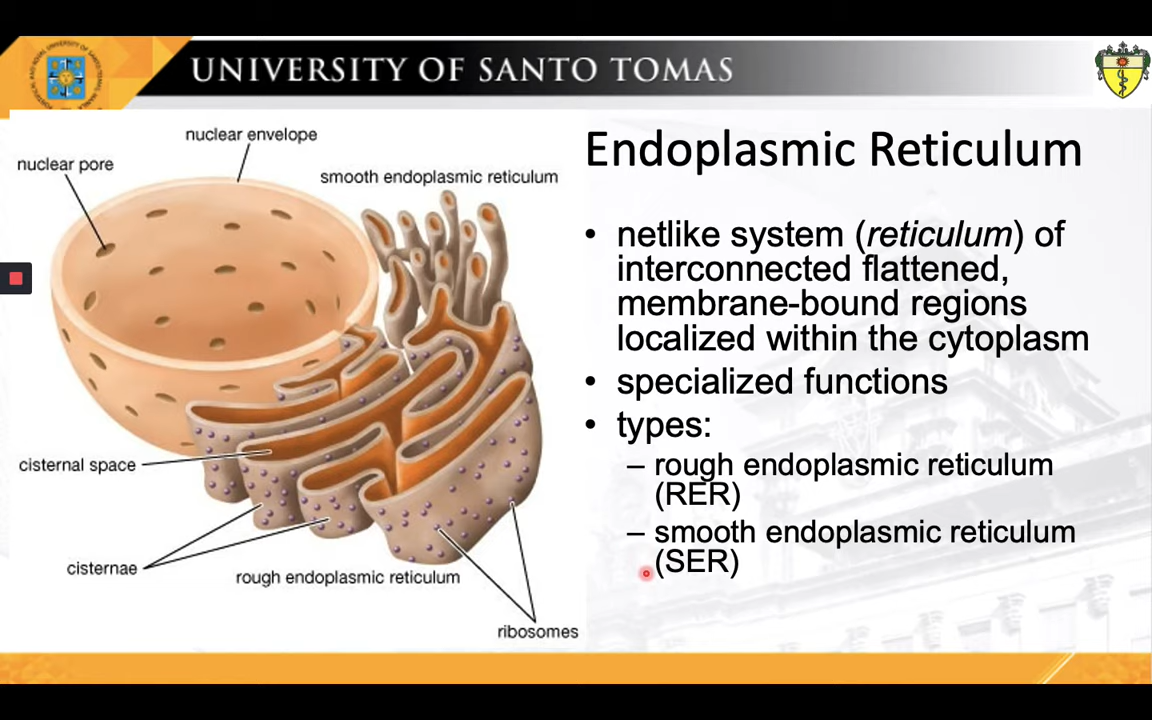 UNIVERSITY OF SANTO TOMAS
nuclear envelope
nuclear pore
smooth endoplasmic reticulum
cisternal space
cisternae
rough endoplasmic reticulum
ribosomes
Endoplasmic Reticulum
• netlike system (reticulum) of
interconnected flattened,
membrane-bound regions
localized within the cytoplasm
• specialized functions
• types:
– rough endoplasmic reticulum
(RER)
– smooth endoplasmic reticulum
(SER)